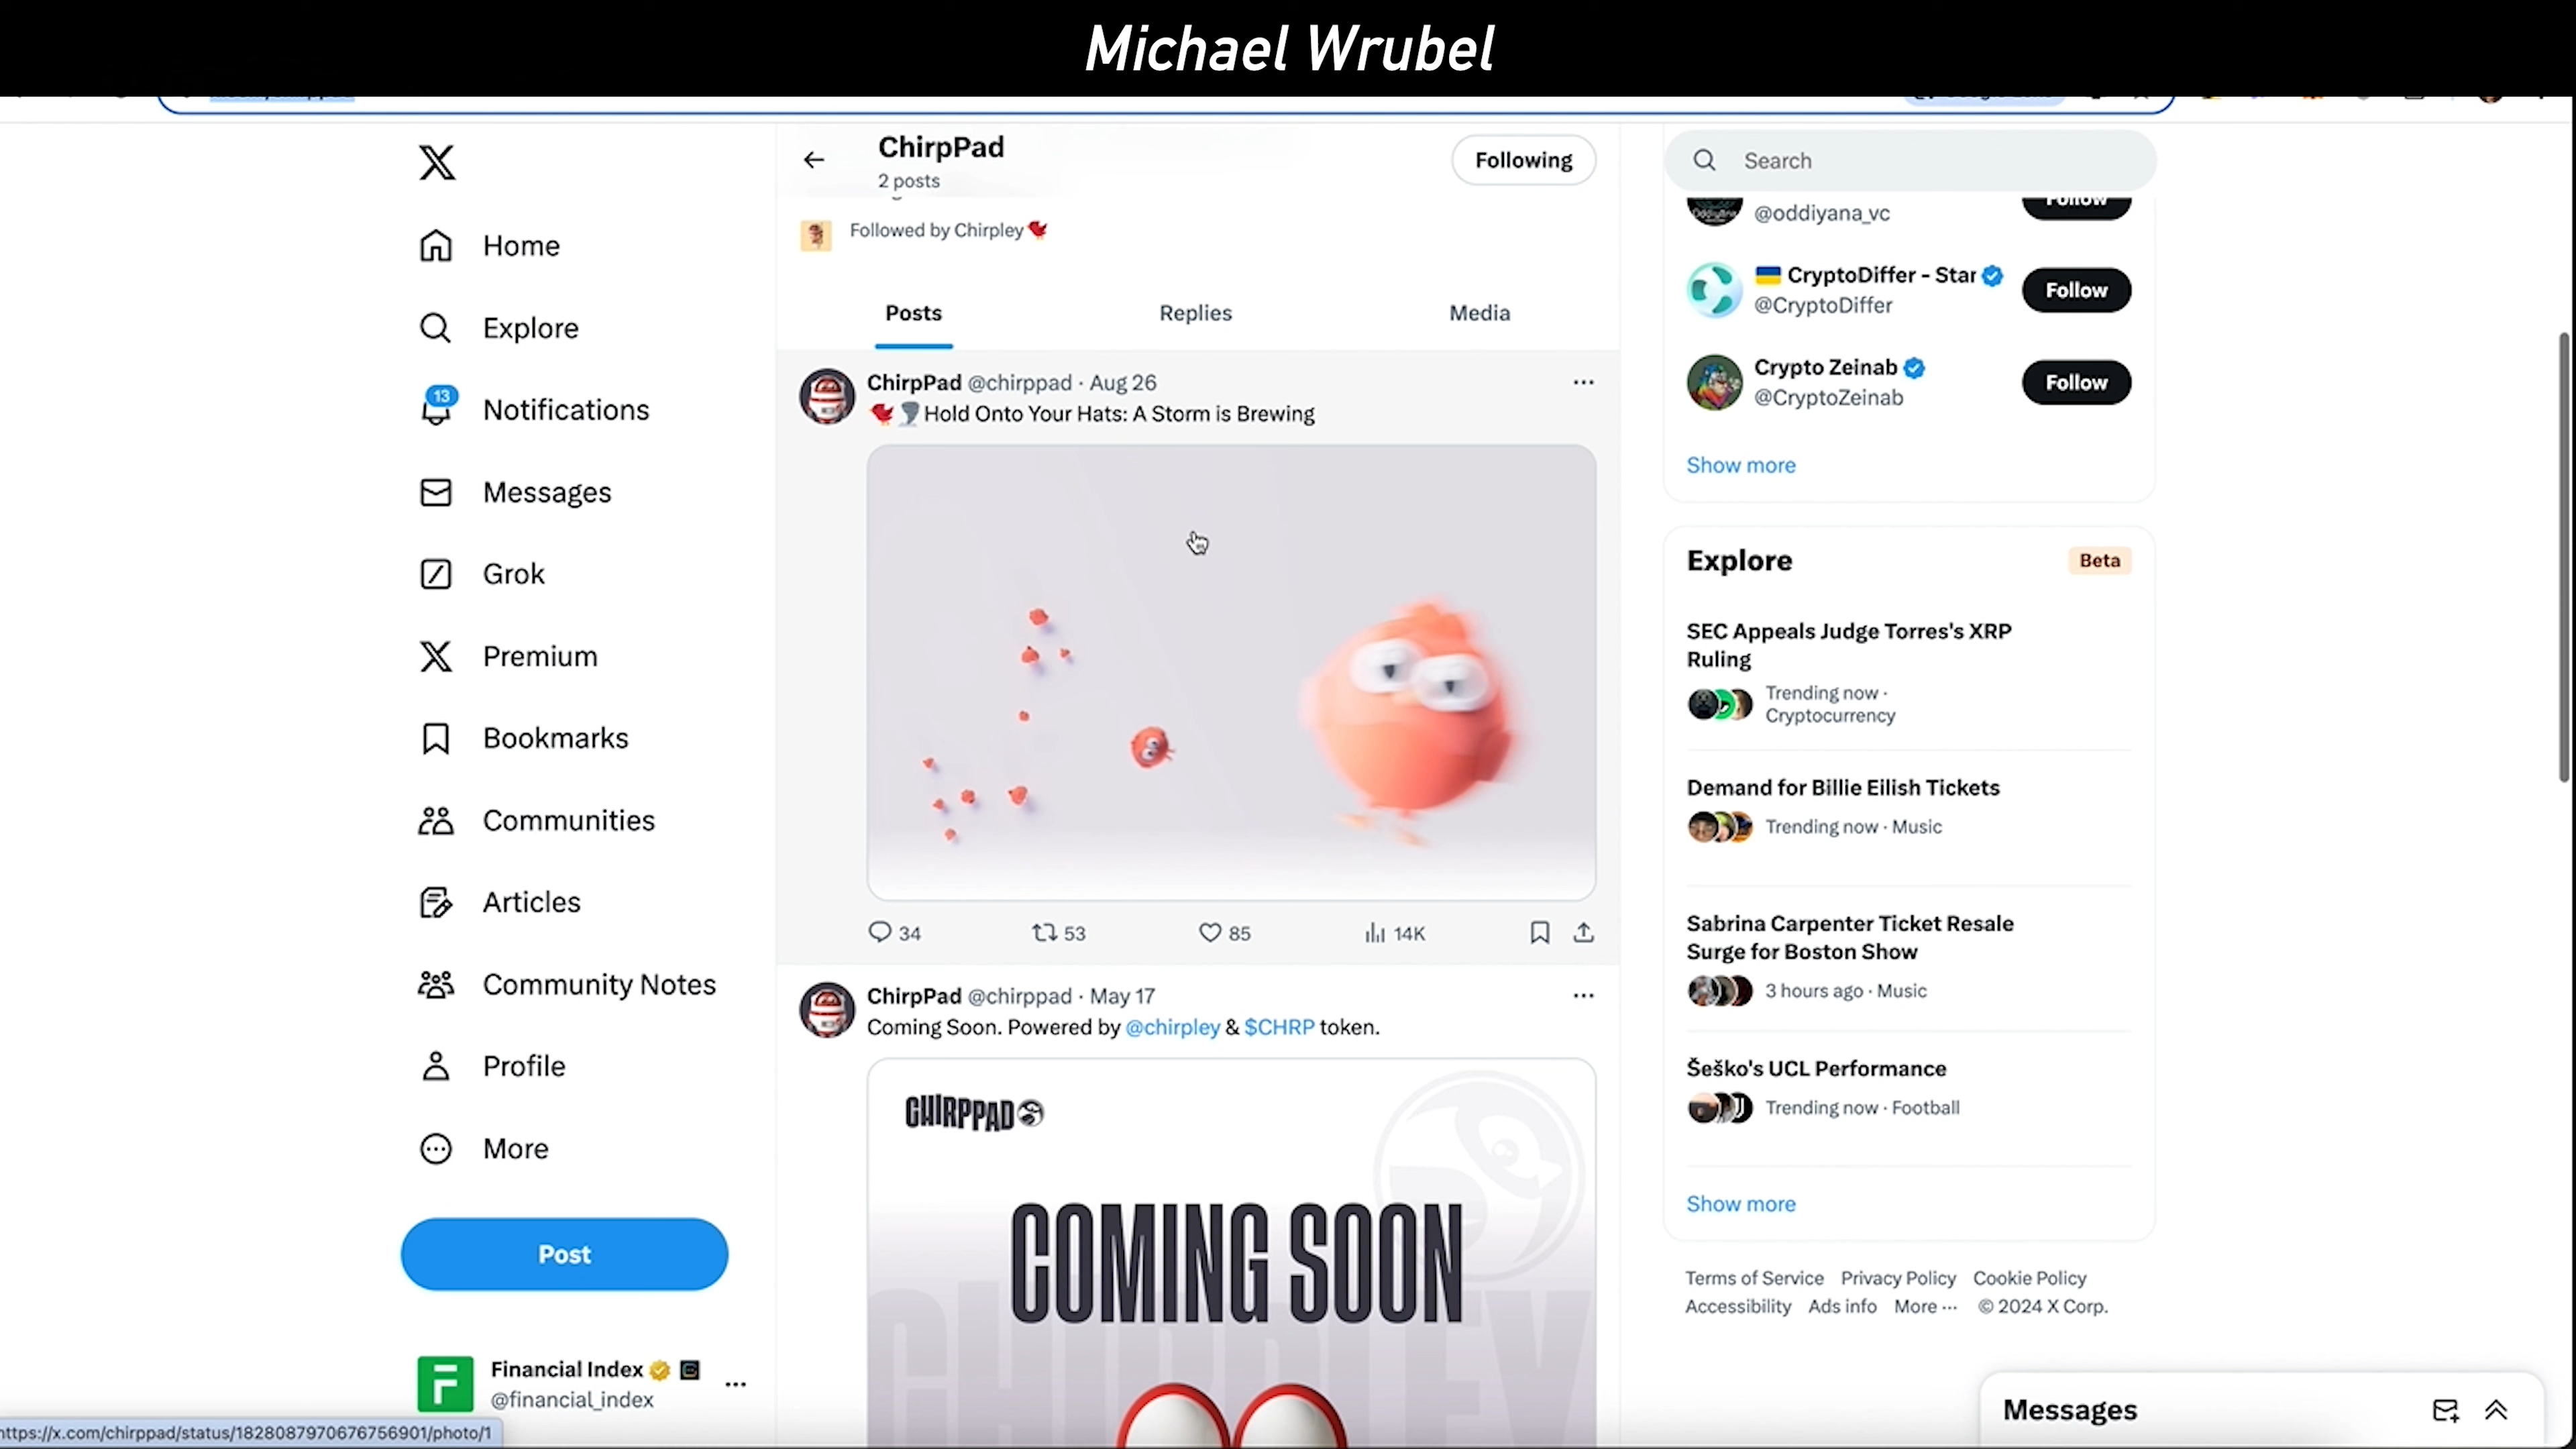 Michael Wrubel
ChirpPad
2 posts
Following
Search
Followed by Chirpley
@oddiyana_vc
Follow
Home
Explore
13
Notifications
Messages
Grok
Premium
Bookmarks
Communities
Articles
Community Notes
Profile
More
Post
Financial Index
@financial_index
Posts
Replies
Media
ChirpPad @chirppad · Aug 26
Hold Onto Your Hats: A Storm is Brewing
34
53
85
14K
ChirpPad @chirppad · May 17
Coming Soon. Powered by @chirpley & $CHRP token.
CHIRPPAD
COMING SOON
CHIRPLEY
CryptoDiffer - Star
@CryptoDiffer
Follow
Crypto Zeinab
@CryptoZeinab
Follow
Show more
Explore
Beta
SEC Appeals Judge Torres's XRP
Ruling
Trending now ·
Cryptocurrency
Demand for Billie Eilish Tickets
Trending now · Music
Sabrina Carpenter Ticket Resale
Surge for Boston Show
3 hours ago · Music
Šeško's UCL Performance
Trending now · Football
Show more
Terms of Service Privacy Policy Cookie Policy
Accessibility Ads info More ··· © 2024 X Corp.
Messages
https://x.com/chirppad/status/1828087970676756901/photo/1